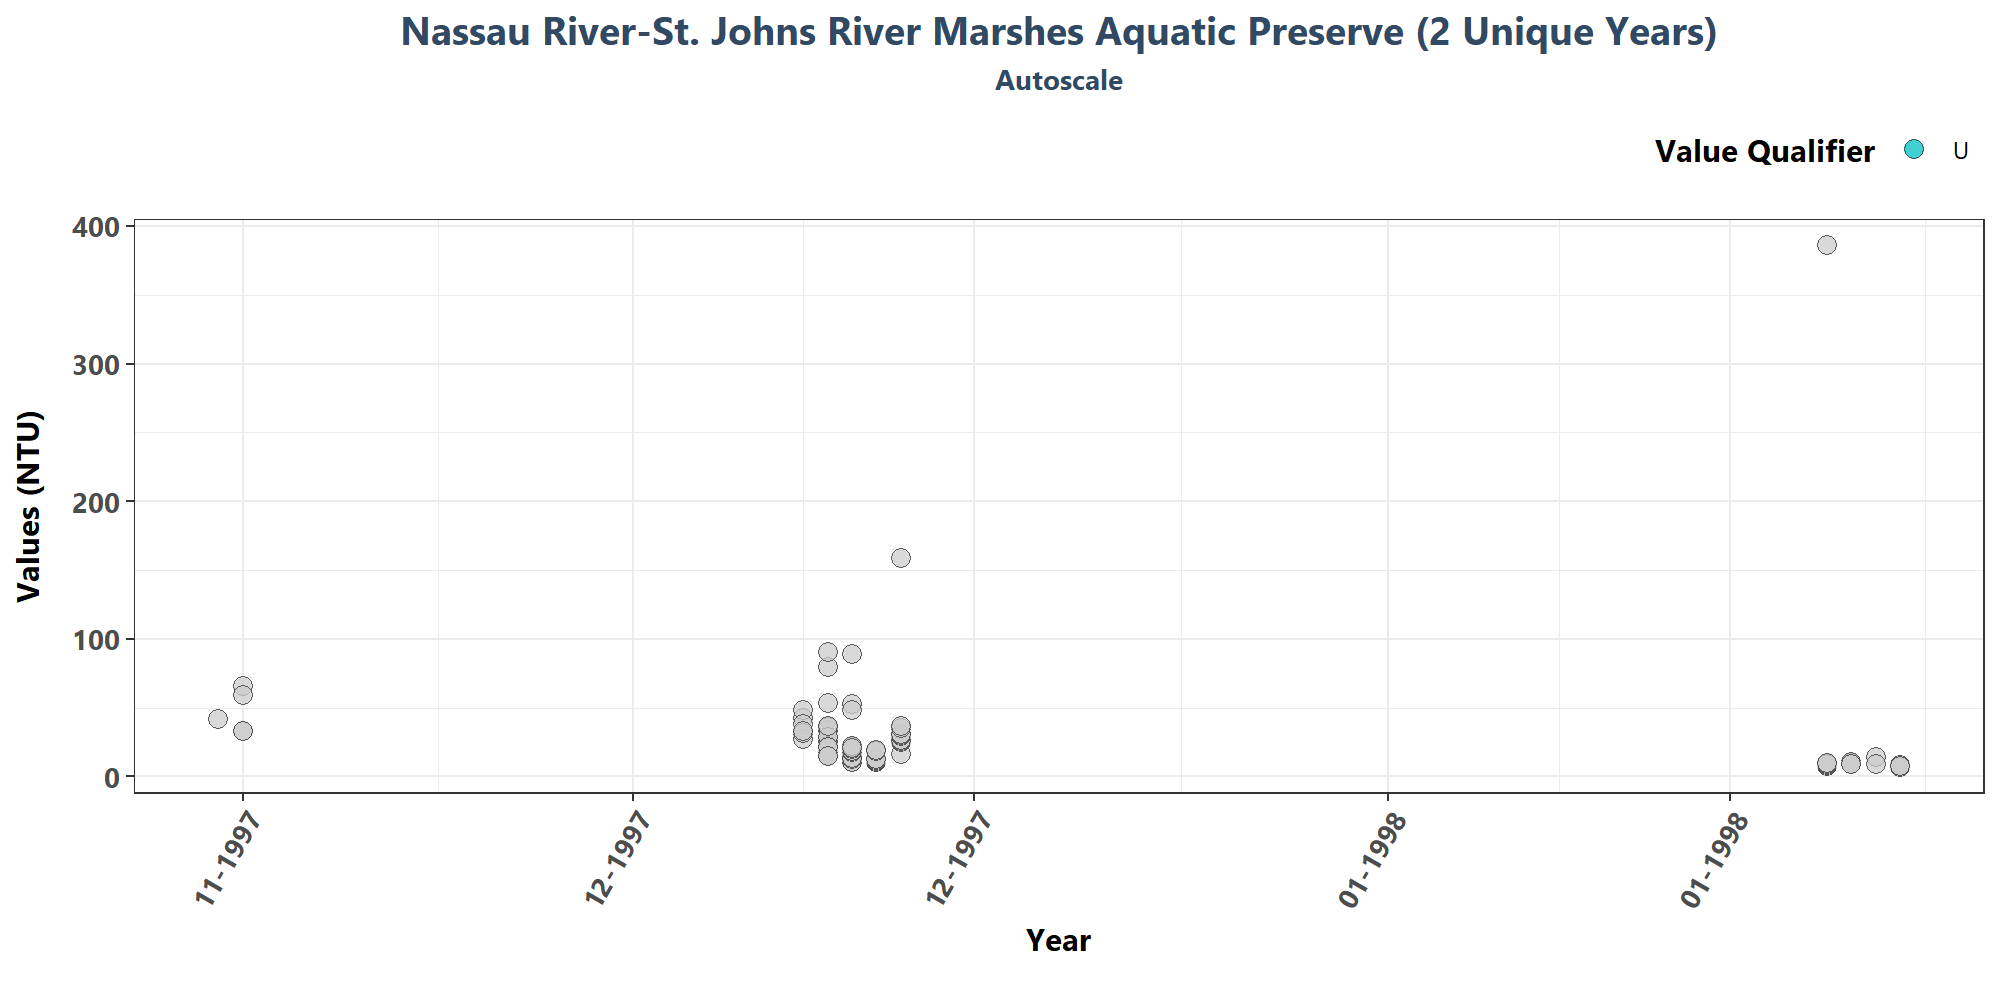 Nassau River-St. Johns River Marshes Aquatic Preserve (2 Unique Years)
Autoscale
Value Qualifier U
400
300
200
100
0
Values (NTU)
11-1997
12-1997
12-1997
01-1998
01-1998
Year